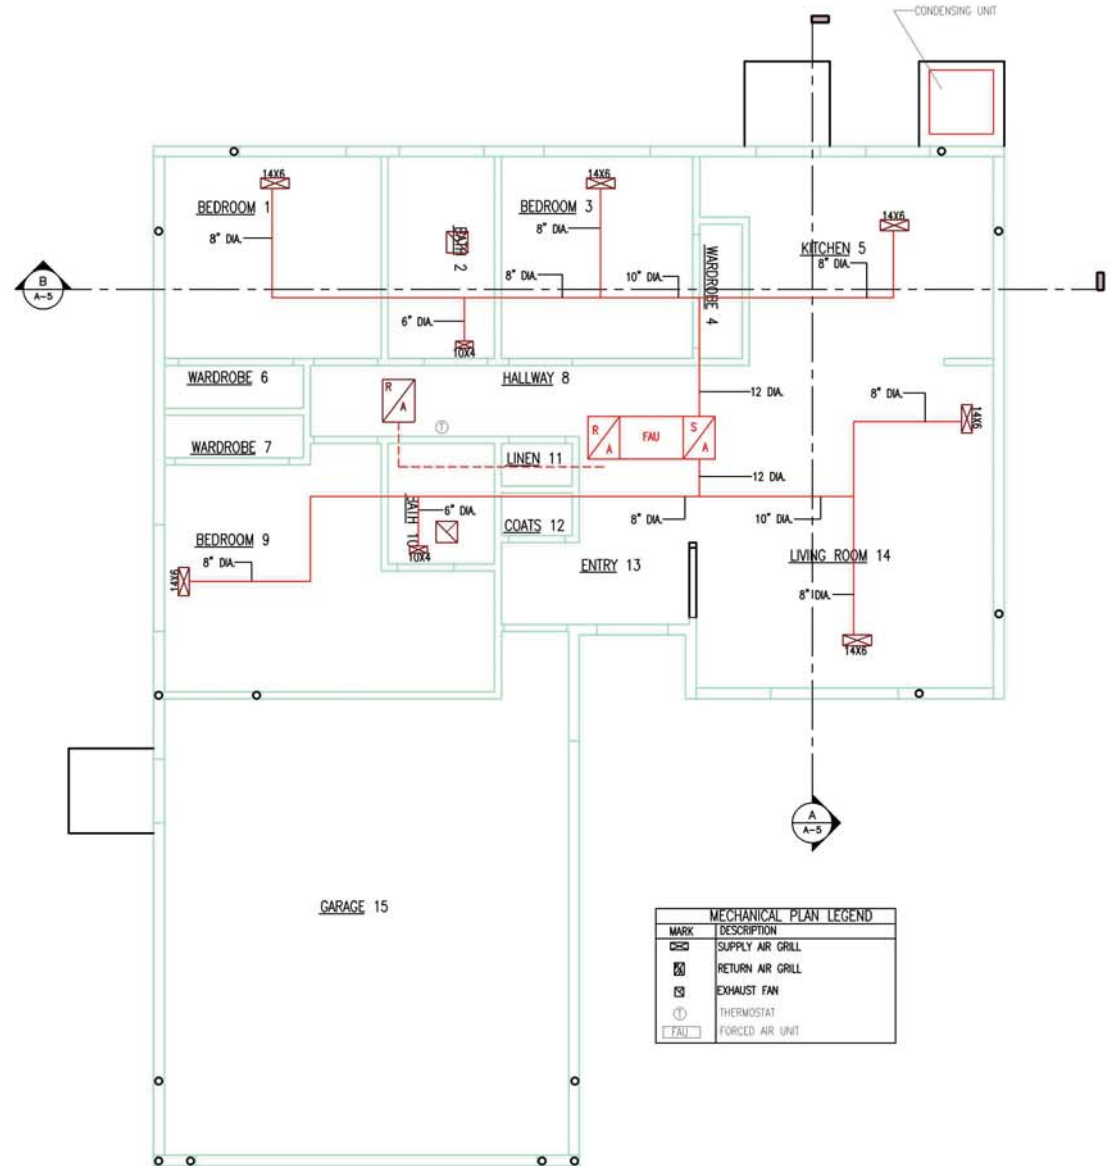 CONDENSING UNIT
14X6
14X6
BEDROOM 1
BEDROOM 3
14X6
8" DIA.
BATH 2
8" DIA.
WARDROBE 4
KITCHEN 5
8" DIA.
8" DIA.
10" DIA.
B
A-5
6" DIA.
10X4
WARDROBE 6
HALLWAY 8
R
A
12 DIA.
8" DIA.
14X6
T
R
A
FAU
S
A
WARDROBE 7
LINEN 11
12 DIA.
BATH 10
6" DIA.
8" DIA.
10" DIA.
COATS 12
BEDROOM 9
8" DIA.
10X4
ENTRY 13
LIVING ROOM 14
14X6
8" DIA.
14X6
A
A-5
GARAGE 15
MECHANICAL PLAN LEGEND
MARK DESCRIPTION
SUPPLY AIR GRILL
RETURN AIR GRILL
EXHAUST FAN
T THERMOSTAT
FAU FORCED AIR UNIT